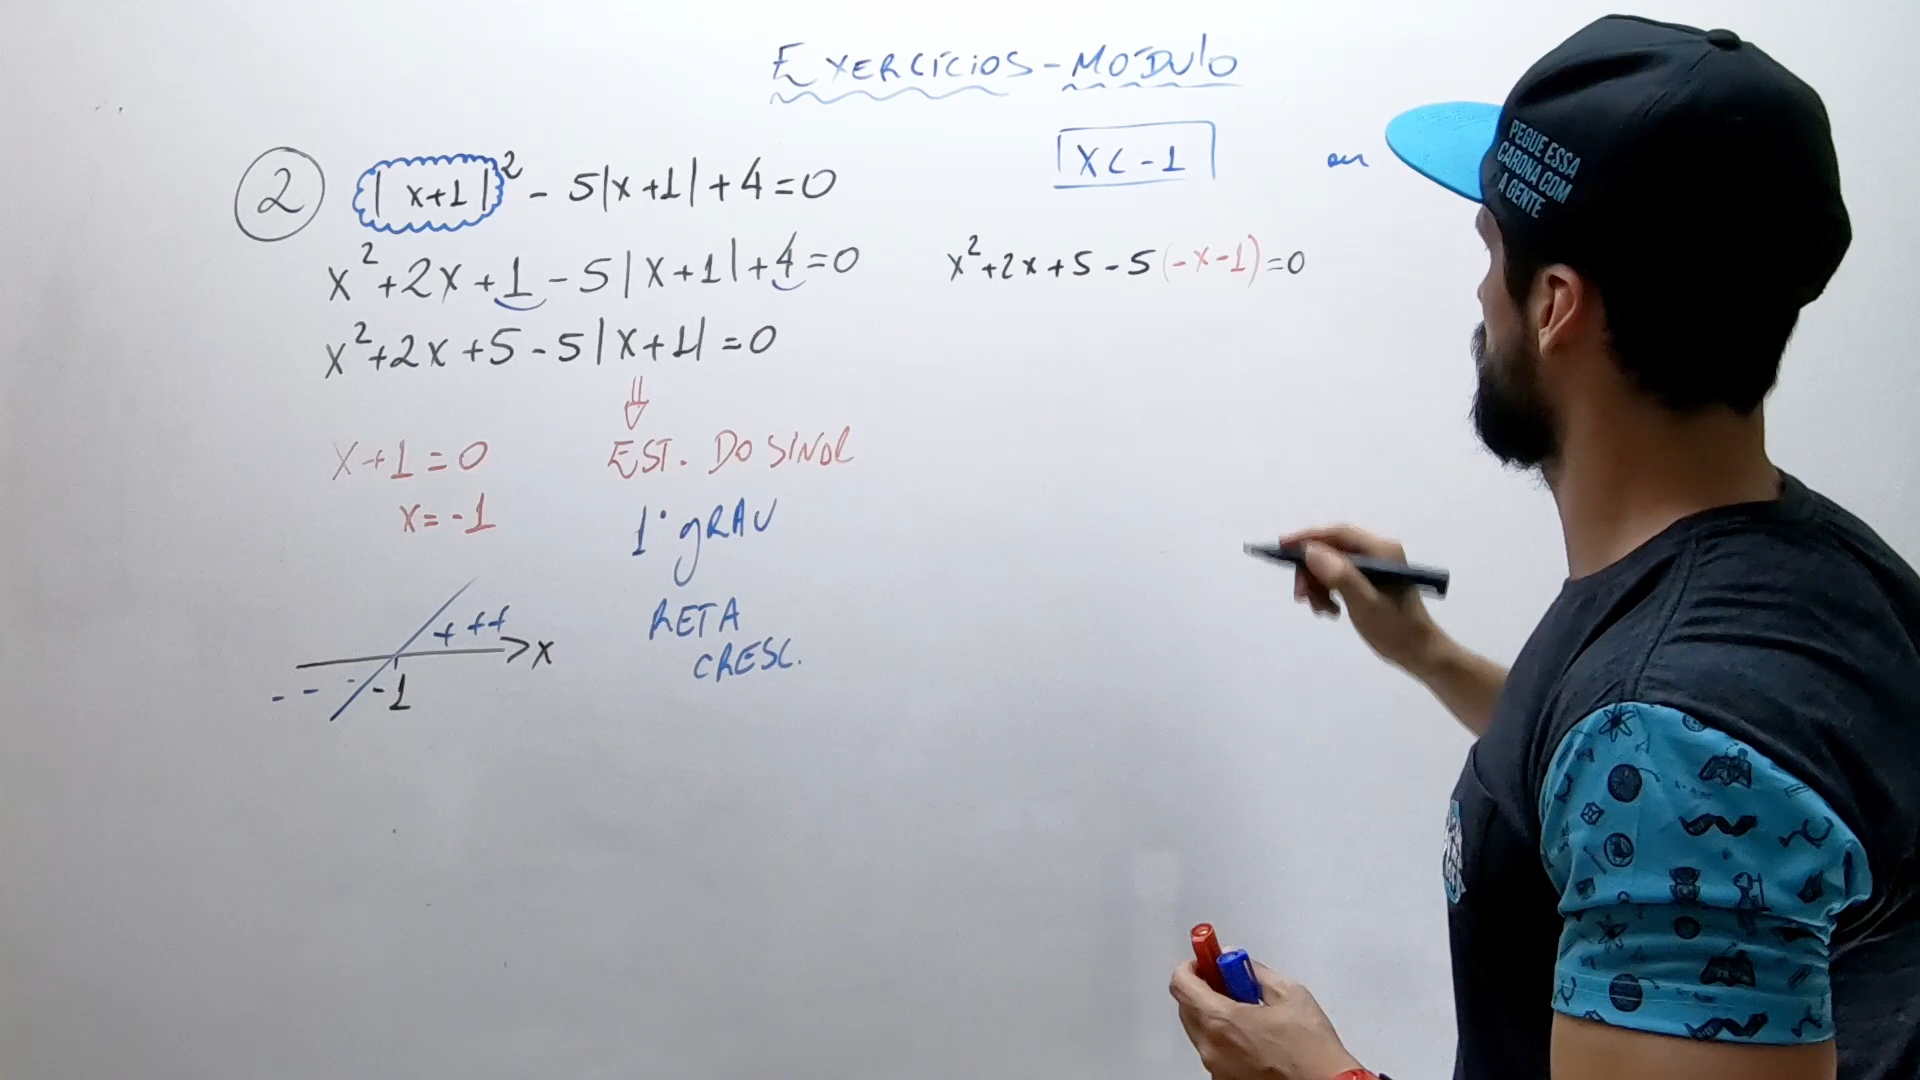 EXERCÍCIOS - MÓDULO
2 |x+1|² - 5|x+1|+4=0
x²+2x+1-5|x+1|+4=0
x²+2x+5-5|x+1|=0
⇓
x+1=0
x=-1
EST. DO SINAL
1° GRAU
RETA
CRESC.
+ ++
x
- - -
-1
x<-1
ou
x²+2x+5-5(-x-1)=0
PEGUE ESSA
CARONA COM
A GENTE